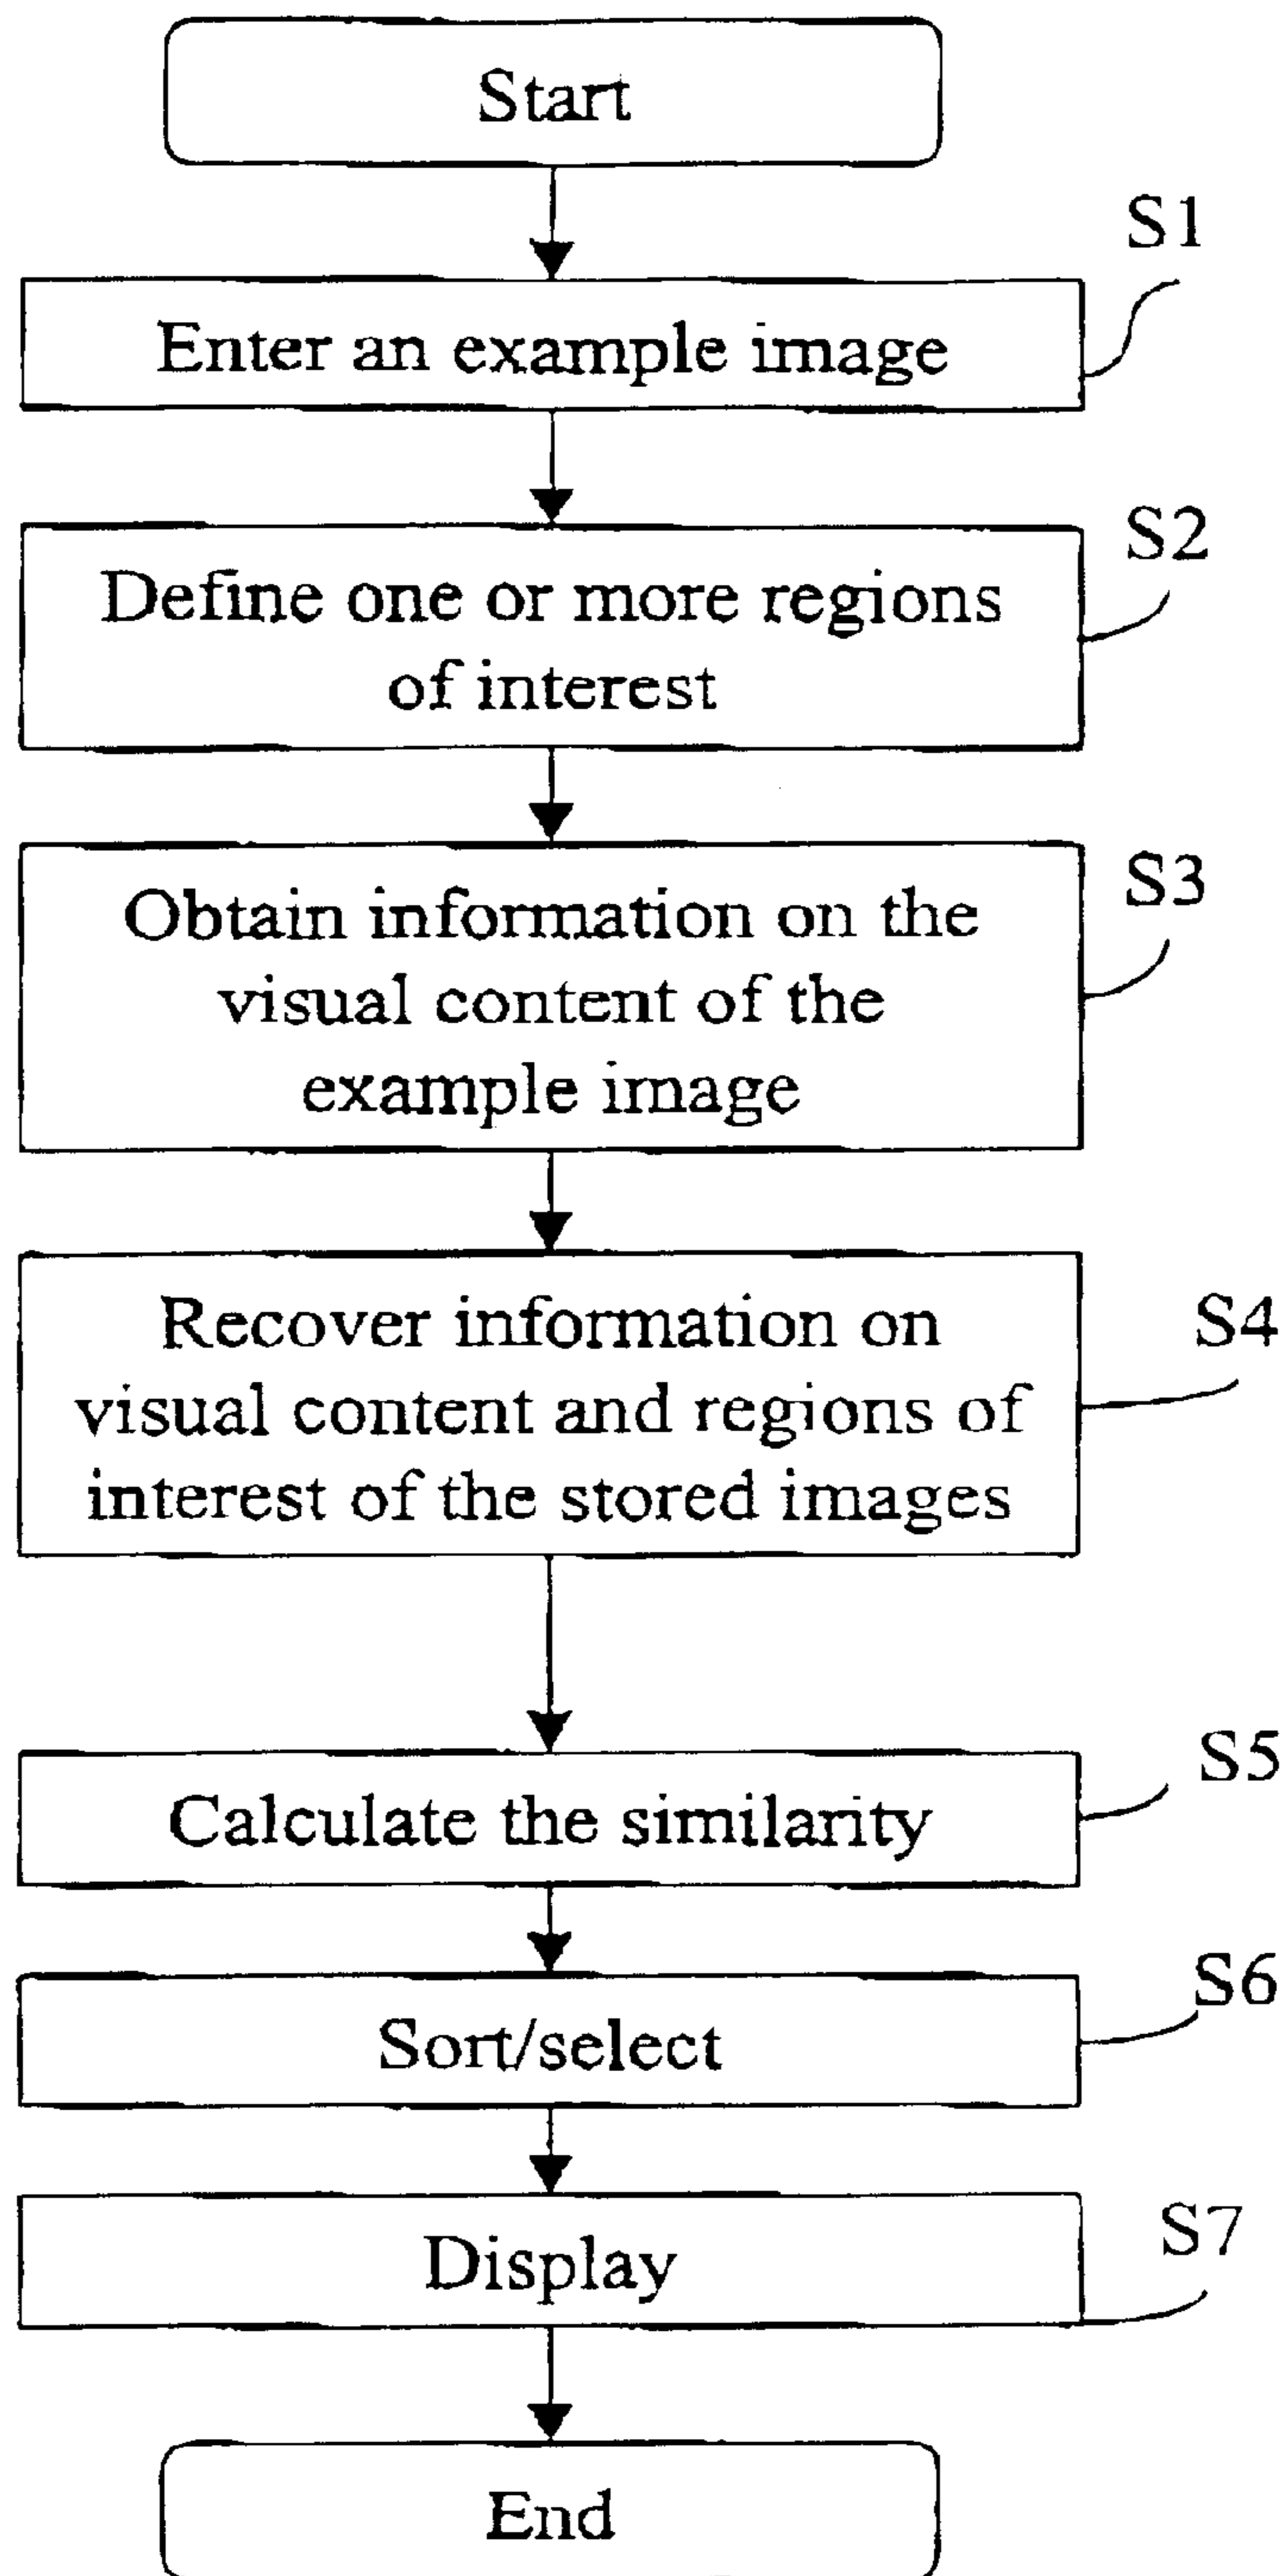 Start
S1
Enter an example image
S2
Define one or more regions
of interest
S3
Obtain information on the
visual content of the
example image
S4
Recover information on
visual content and regions of
interest of the stored images
S5
Calculate the similarity
S6
Sort/select
S7
Display
End